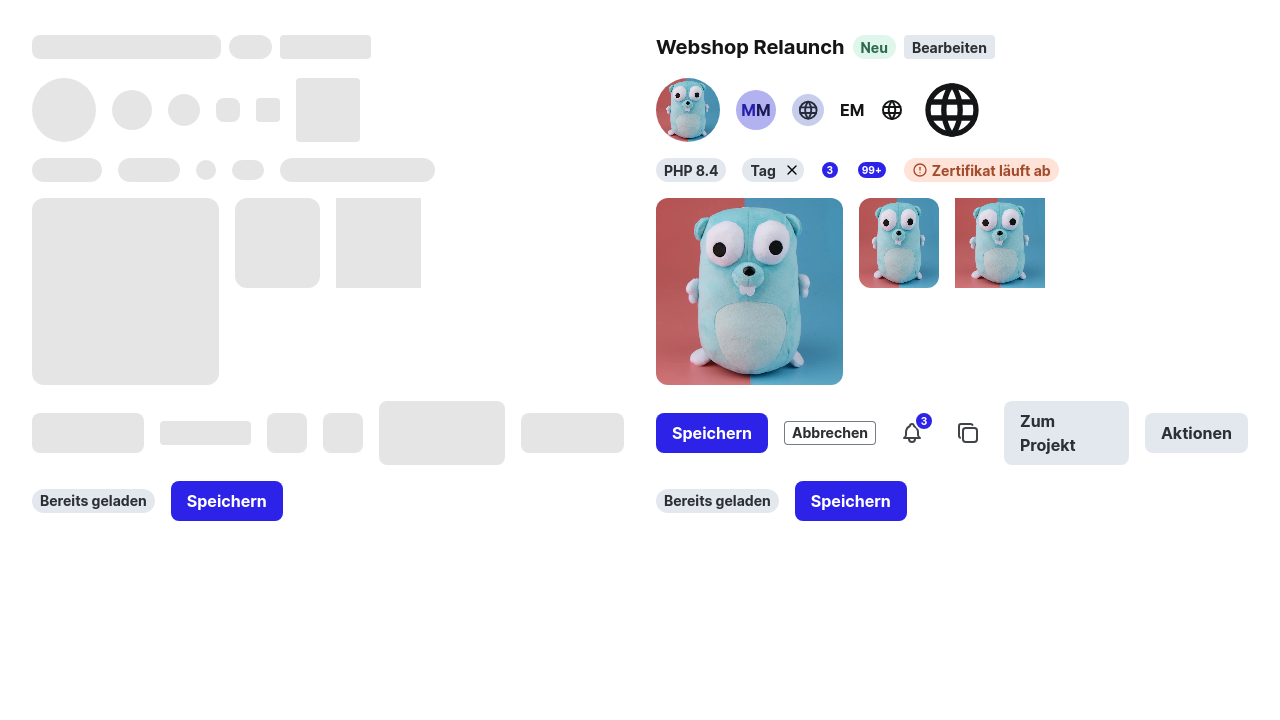 Webshop Relaunch Neu Bearbeiten
MM EM
PHP 8.4 Tag 3 99+ Zertifikat läuft ab
Speichern Abbrechen 3 Zum Projekt Aktionen
Bereits geladen Speichern Bereits geladen Speichern